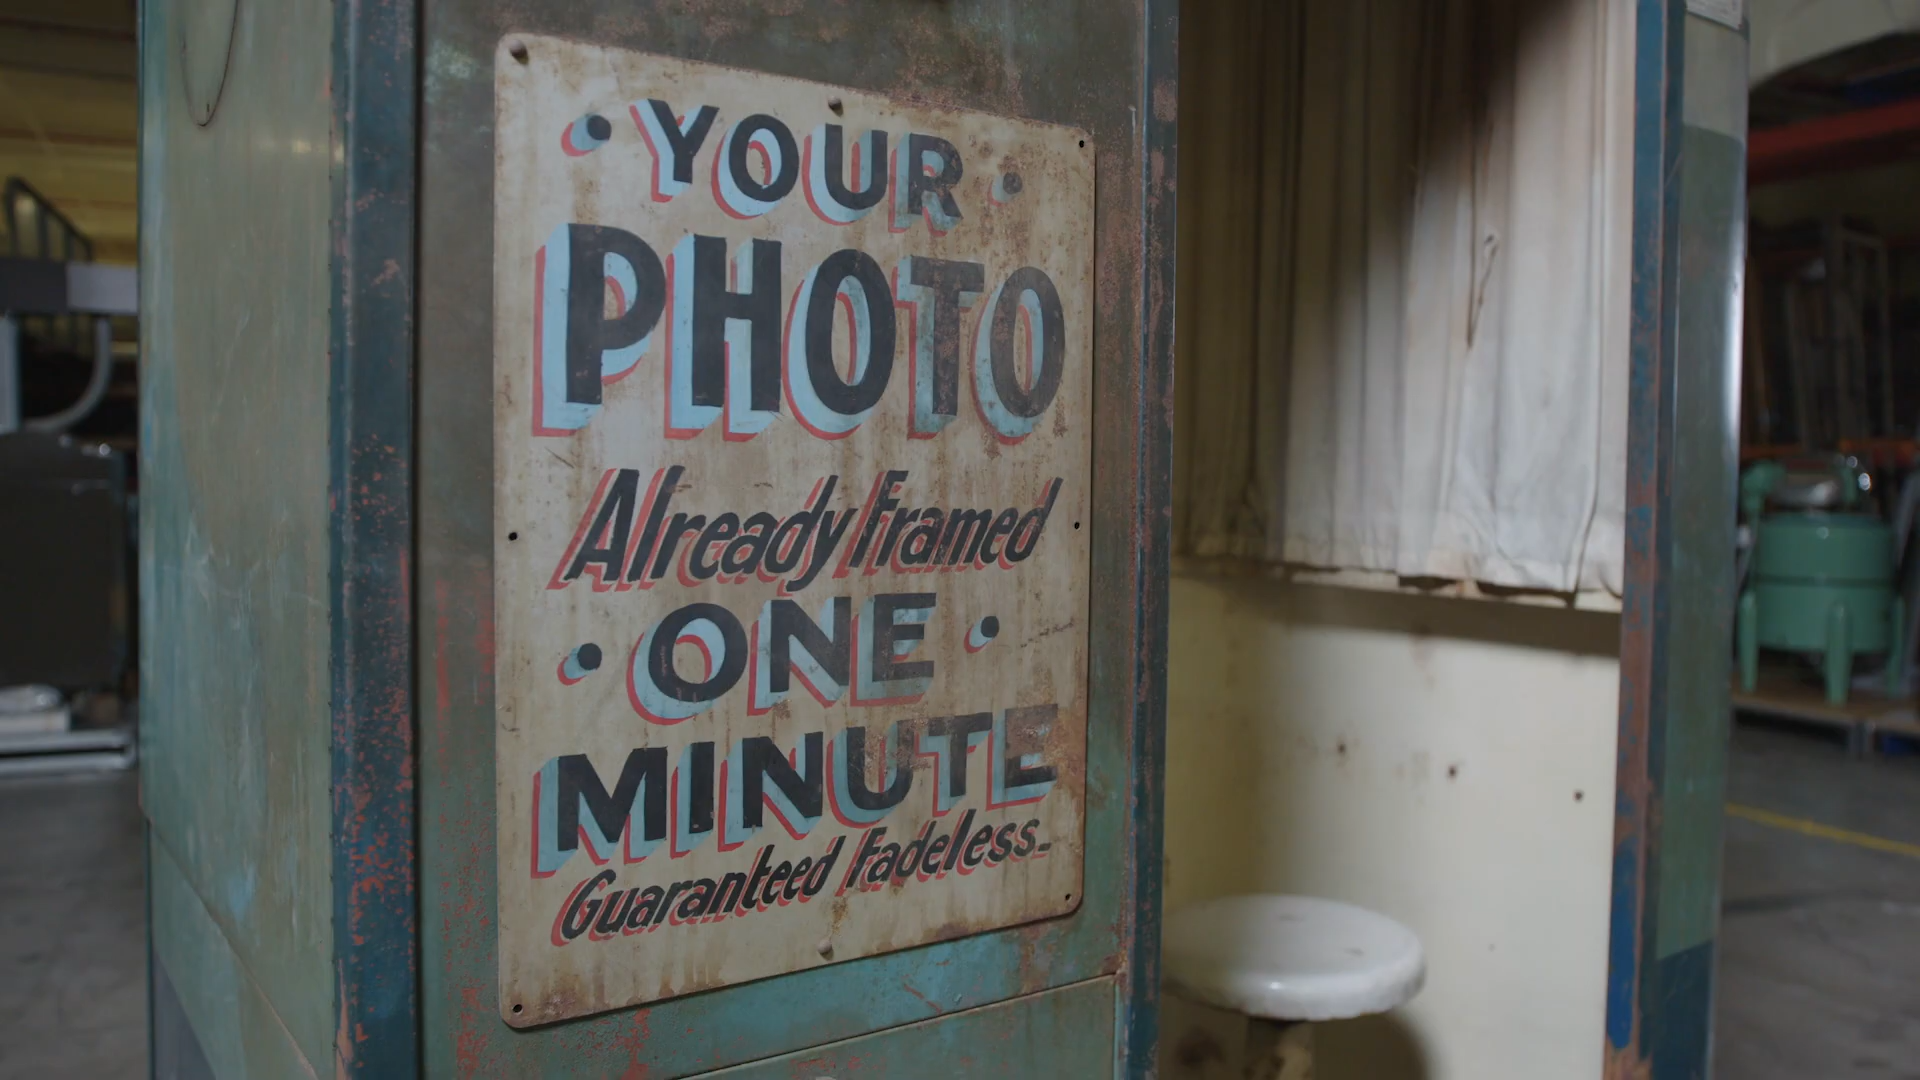 • YOUR •
PHOTO
Already Framed
• ONE •
MINUTE
Guaranteed Fadeless.